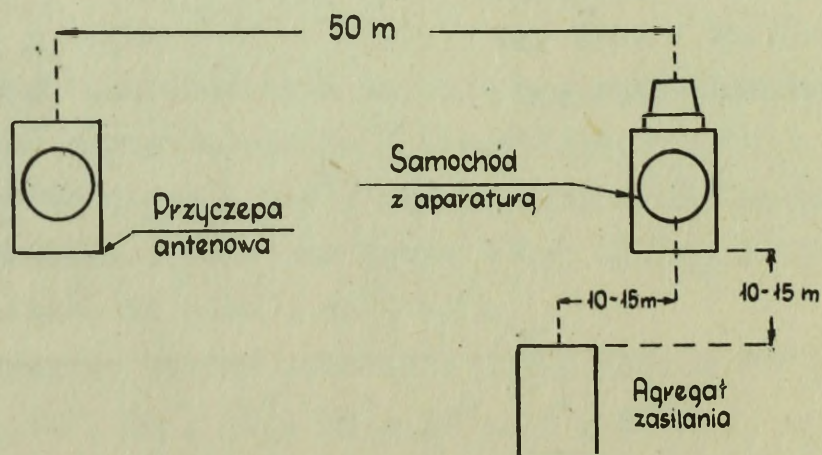 50 m
Samochód
z aparaturą
Przyczepa
antenowa
10-15m
10-15 m
Agregat
zasilania